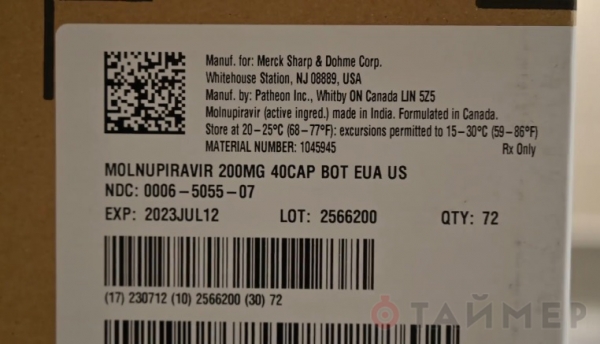 Manuf. for: Merck Sharp & Dohme Corp.
Whitehouse Station, NJ 08889, USA
Manuf. by: Patheon Inc., Whitby ON Canada LIN 5Z5
Molnupiravir (active ingred.) made in India. Formulated in Canada.
Store at 20–25°C (68–77°F): excursions permitted to 15–30°C (59–86°F)
MATERIAL NUMBER: 1045945 Rx Only
MOLNUPIRAVIR 200MG 40CAP BOT EUA US
NDC: 0006–5055–07
EXP: 2023JUL12 LOT: 2566200 QTY: 72
(17) 230712 (10) 2566200 (30) 72
ТАЙМЕР